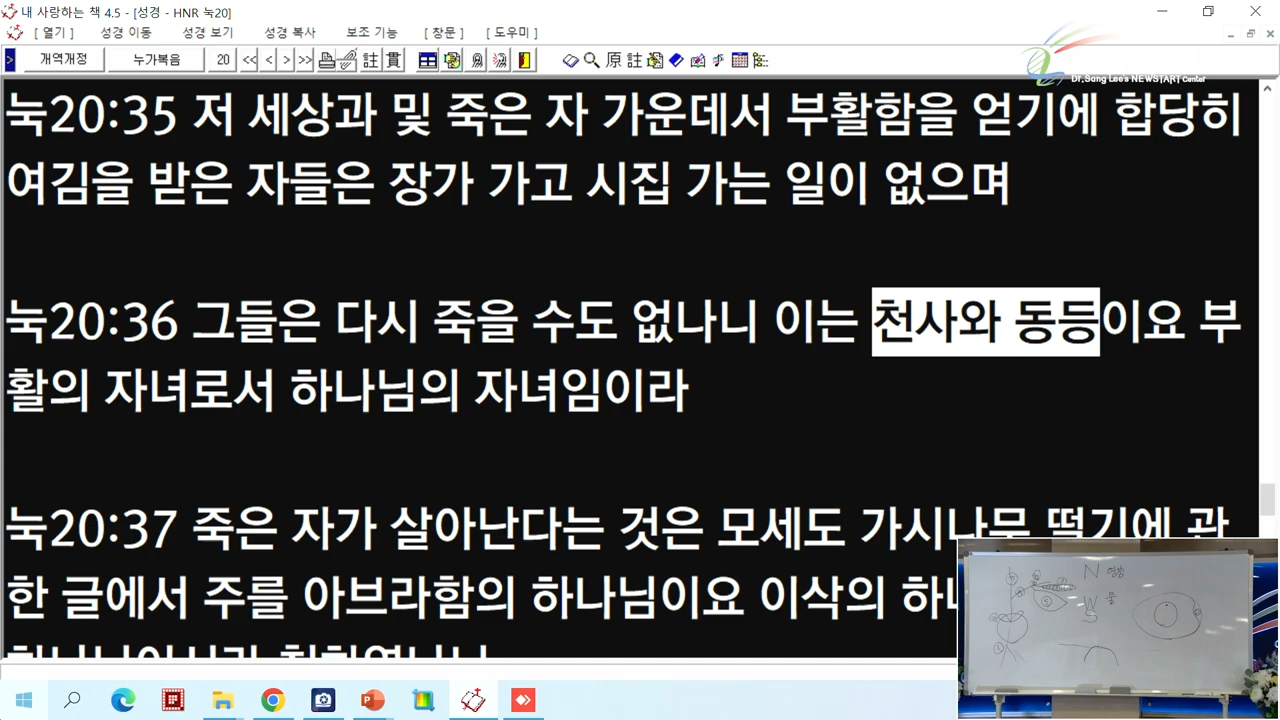 내 사랑하는 책 4.5 - [성경 - HNR 눅20]
[ 열기 ] 성경 이동 성경 보기 성경 복사 보조 기능 [ 창문 ] [ 도우미 ]
개역개정 누가복음 20 << < > >> 註 貫 原 註
Dr.Sang Lee's NEWSTART Center
눅20:35 저 세상과 및 죽은 자 가운데서 부활함을 얻기에 합당히
여김을 받은 자들은 장가 가고 시집 가는 일이 없으며
눅20:36 그들은 다시 죽을 수도 없나니 이는 천사와 동등이요 부
활의 자녀로서 하나님의 자녀임이라
눅20:37 죽은 자가 살아난다는 것은 모세도 가시나무 떨기에 관
한 글에서 주를 아브라함의 하나님이요 이삭의
N
W
S